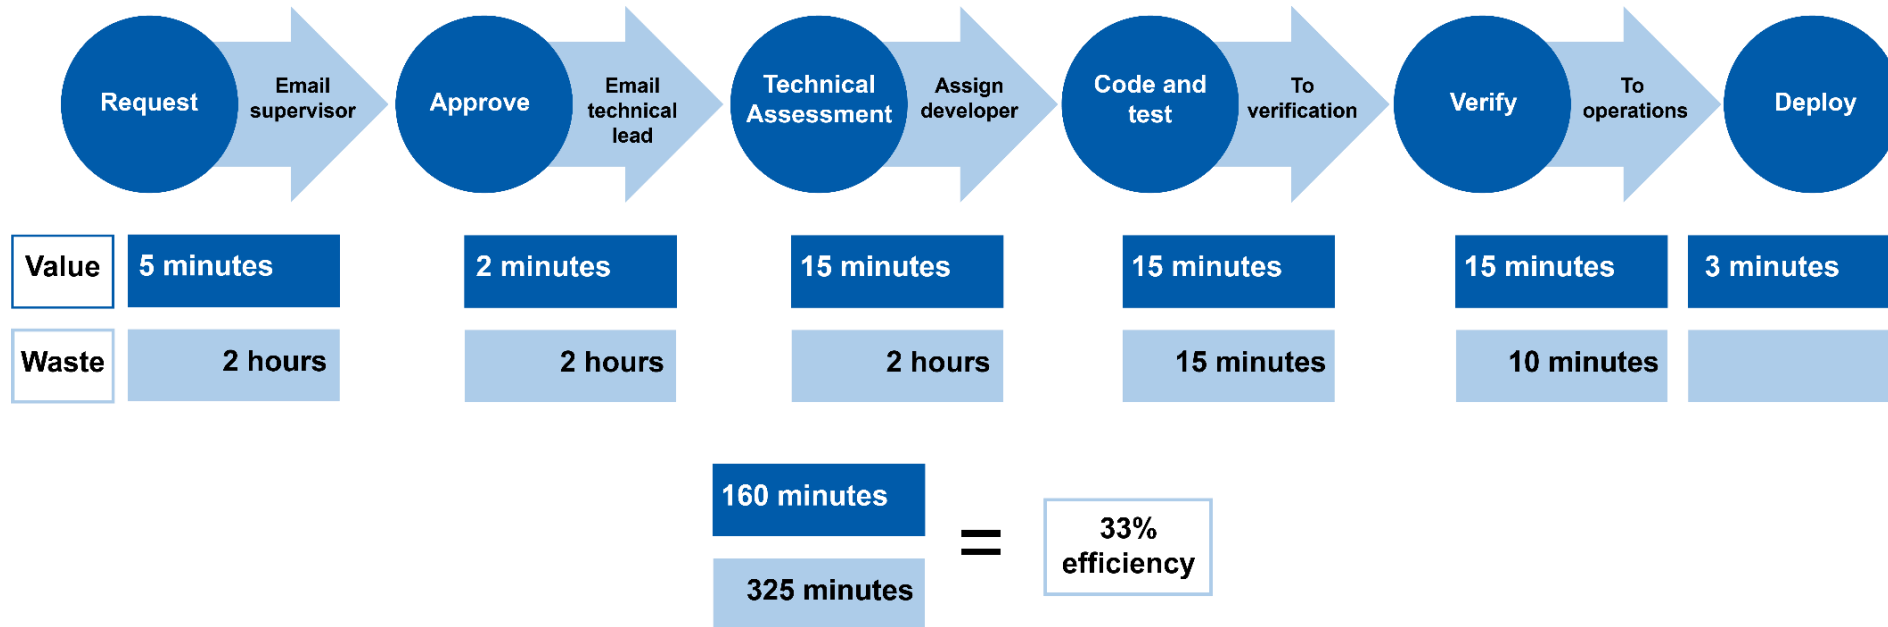 Request
Email
supervisor
Approve
Email
technical
lead
Technical
Assessment
Assign
developer
Code and
test
To
verification
Verify
To
operations
Deploy
Value
5 minutes
2 minutes
15 minutes
15 minutes
15 minutes
3 minutes
Waste
2 hours
2 hours
2 hours
15 minutes
10 minutes
160 minutes
325 minutes
=
33%
efficiency